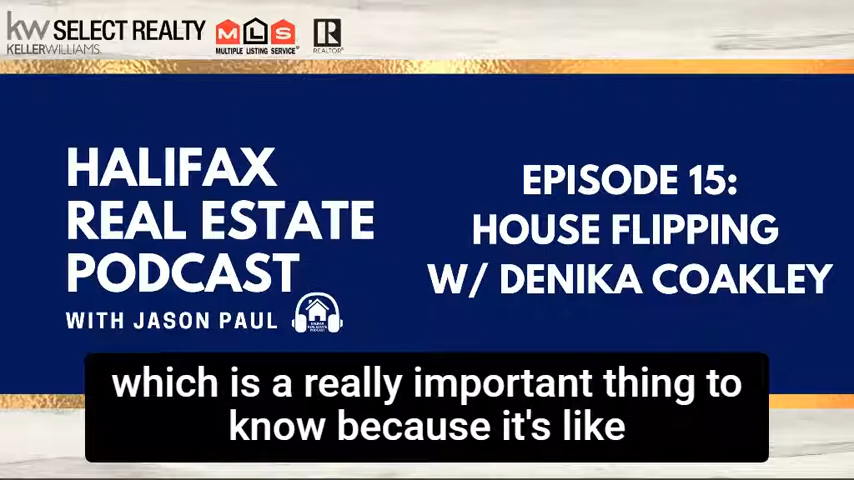 kw SELECT REALTY
KELLERWILLIAMS.
MLS
MULTIPLE LISTING SERVICE®
R
REALTOR®
HALIFAX
REAL ESTATE
PODCAST
WITH JASON PAUL
EPISODE 15:
HOUSE FLIPPING
W/ DENIKA COAKLEY
which is a really important thing to
know because it's like